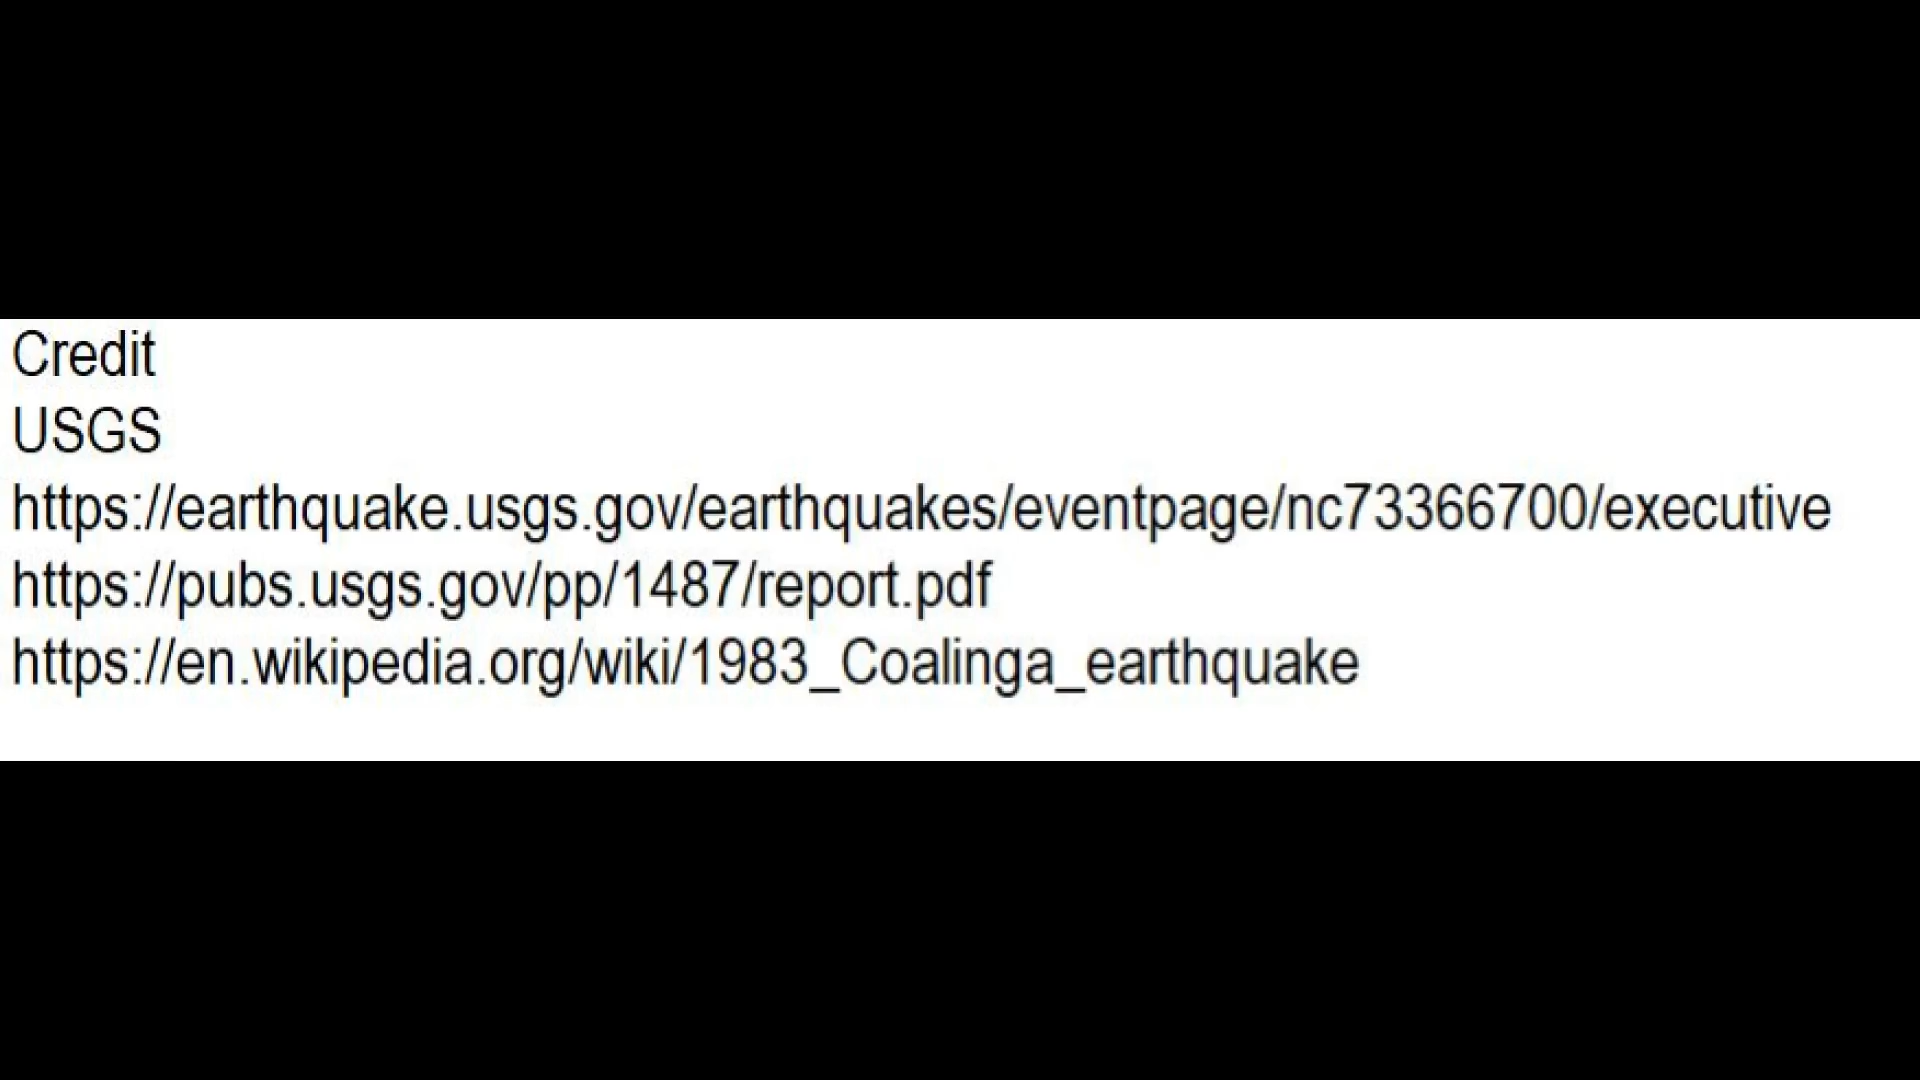 Credit
USGS
https://earthquake.usgs.gov/earthquakes/eventpage/nc73366700/executive
https://pubs.usgs.gov/pp/1487/report.pdf
https://en.wikipedia.org/wiki/1983_Coalinga_earthquake